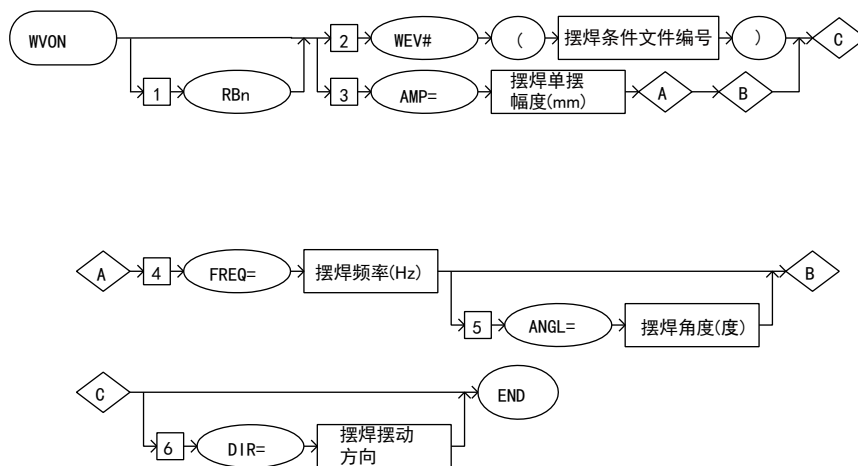 WVON
2
WEV#
(
摆焊条件文件编号
)
C
1
RBn
3
AMP=
摆焊单摆
幅度(mm)
A
B
A
4
FREQ=
摆焊频率(Hz)
B
5
ANGL=
摆焊角度(度)
C
END
6
DIR=
摆焊摆动
方向